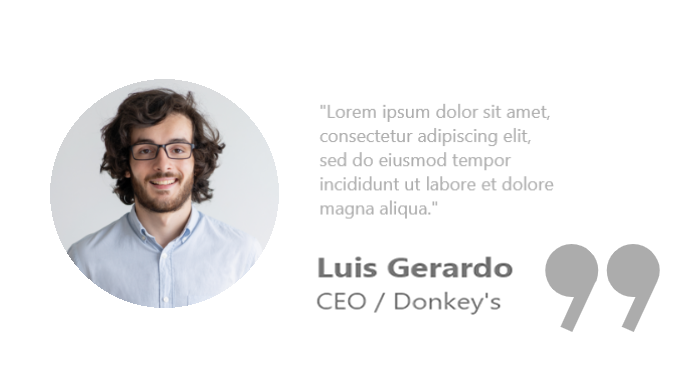 "Lorem ipsum dolor sit amet,
consectetur adipiscing elit,
sed do eiusmod tempor
incididunt ut labore et dolore
magna aliqua."
Luis Gerardo
CEO / Donkey's